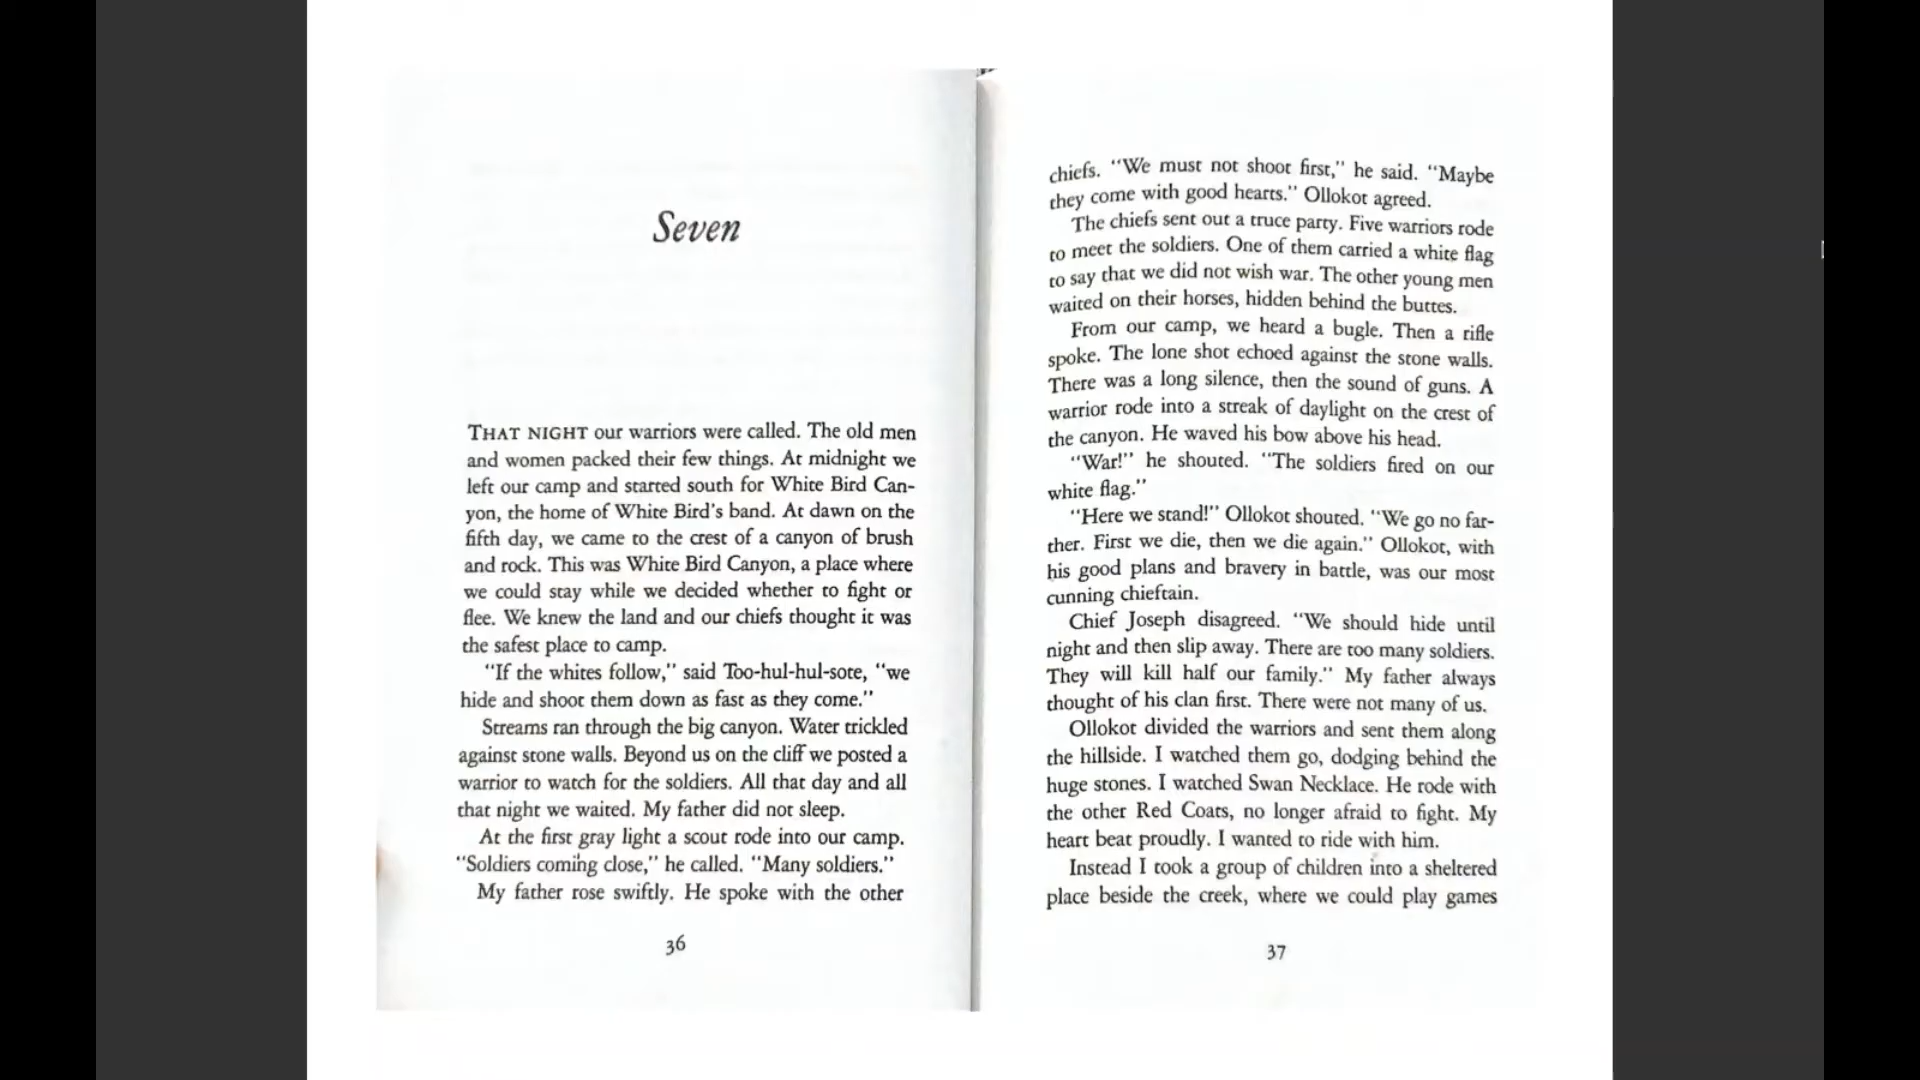 Seven
THAT NIGHT our warriors were called. The old men
and women packed their few things. At midnight we
left our camp and started south for White Bird Can-
yon, the home of White Bird's band. At dawn on the
fifth day, we came to the crest of a canyon of brush
and rock. This was White Bird Canyon, a place where
we could stay while we decided whether to fight or
flee. We knew the land and our chiefs thought it was
the safest place to camp.
"If the whites follow," said Too-hul-hul-sote, "we
hide and shoot them down as fast as they come."
Streams ran through the big canyon. Water trickled
against stone walls. Beyond us on the cliff we posted a
warrior to watch for the soldiers. All that day and all
that night we waited. My father did not sleep.
At the first gray light a scout rode into our camp.
"Soldiers coming close," he called. "Many soldiers."
My father rose swiftly. He spoke with the other
36
chiefs. "We must not shoot first," he said. "Maybe
they come with good hearts." Ollokot agreed.
The chiefs sent out a truce party. Five warriors rode
to meet the soldiers. One of them carried a white flag
to say that we did not wish war. The other young men
waited on their horses, hidden behind the buttes.
From our camp, we heard a bugle. Then a rifle
spoke. The lone shot echoed against the stone walls.
There was a long silence, then the sound of guns. A
warrior rode into a streak of daylight on the crest of
the canyon. He waved his bow above his head.
"War!" he shouted. "The soldiers fired on our
white flag."
"Here we stand!" Ollokot shouted. "We go no far-
ther. First we die, then we die again." Ollokot, with
his good plans and bravery in battle, was our most
cunning chieftain.
Chief Joseph disagreed. "We should hide until
night and then slip away. There are too many soldiers.
They will kill half our family." My father always
thought of his clan first. There were not many of us.
Ollokot divided the warriors and sent them along
the hillside. I watched them go, dodging behind the
huge stones. I watched Swan Necklace. He rode with
the other Red Coats, no longer afraid to fight. My
heart beat proudly. I wanted to ride with him.
Instead I took a group of children into a sheltered
place beside the creek, where we could play games
37